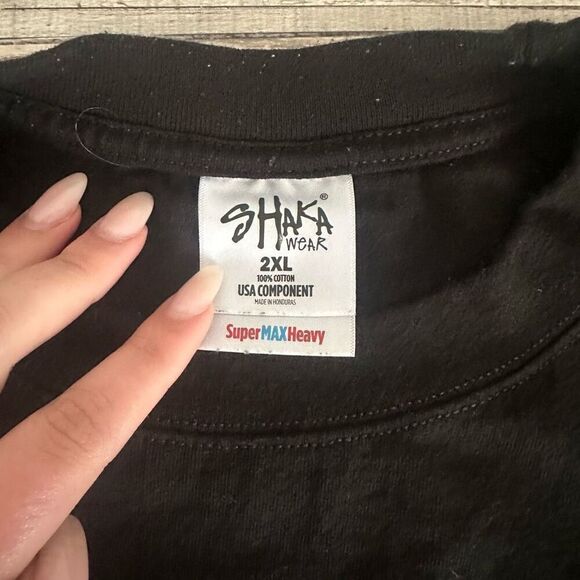 SHAKA®
WEAR
2XL
100% COTTON
USA COMPONENT
MADE IN HONDURAS
SuperMAXHeavy